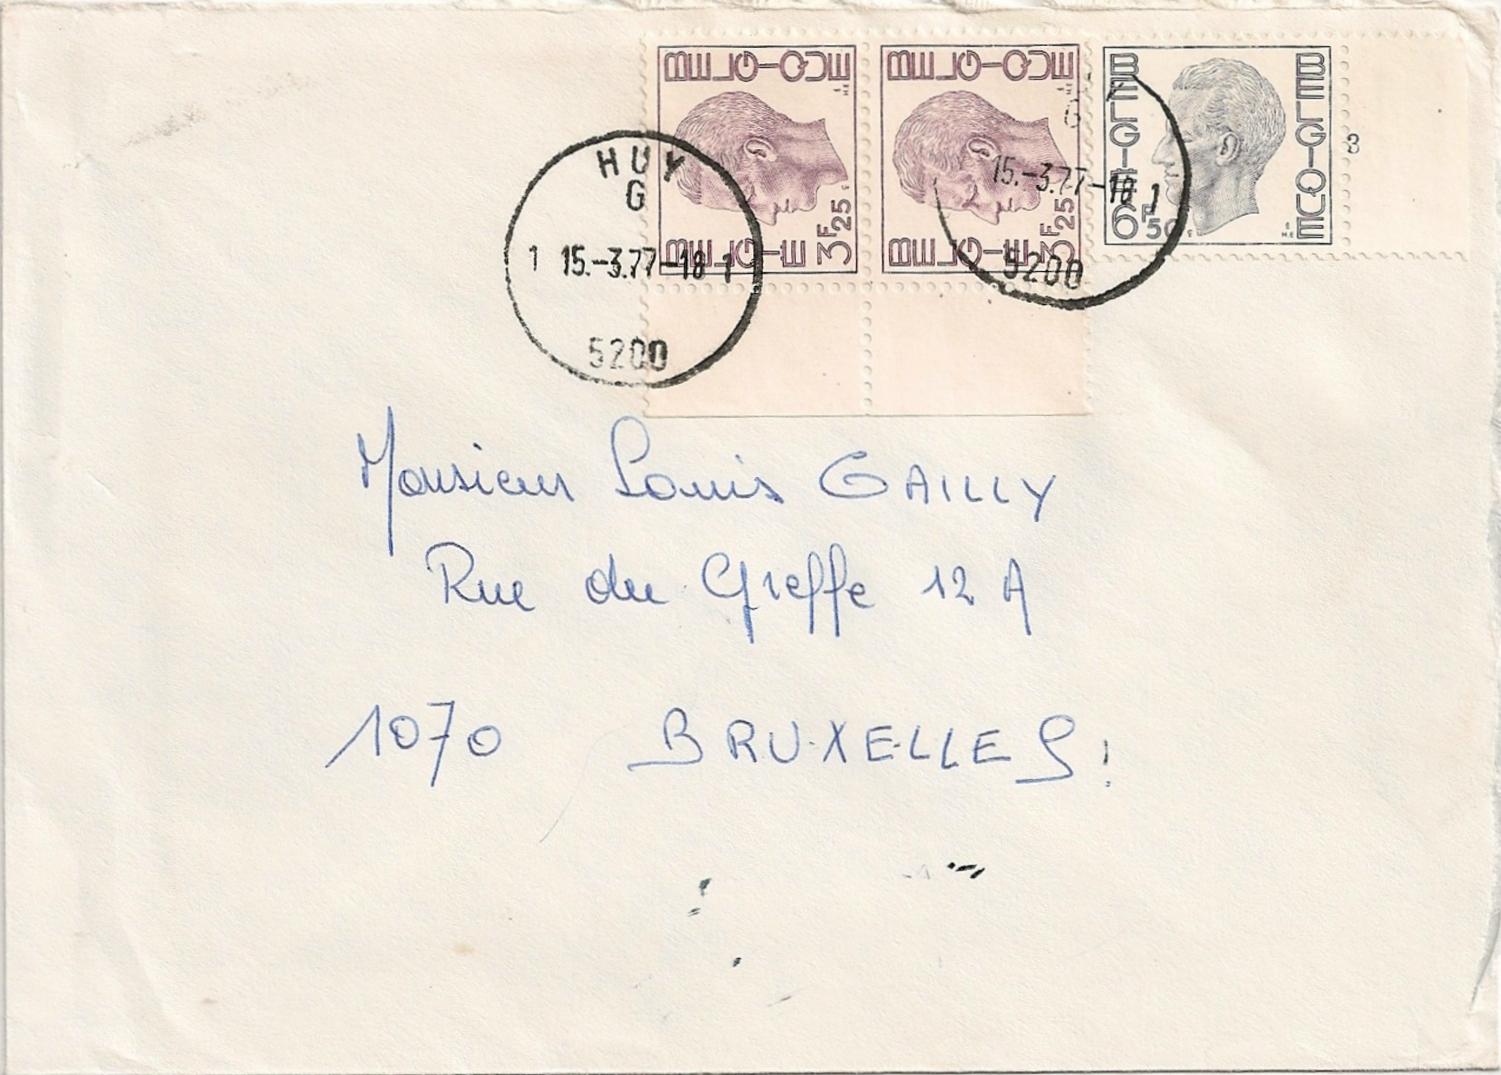 BELGIQUE
BELGIE
3F25
BELGIQUE
BELGIE
3F25
BELGIE
BELGIQUE
6F50
3
HUY
G
1 15.-3.77-18 1
5200
G
15.-3.77-18 1
5200
Monsieur Louis GAILLY
Rue du Greffe 12 A
1070 BRUXELLES!